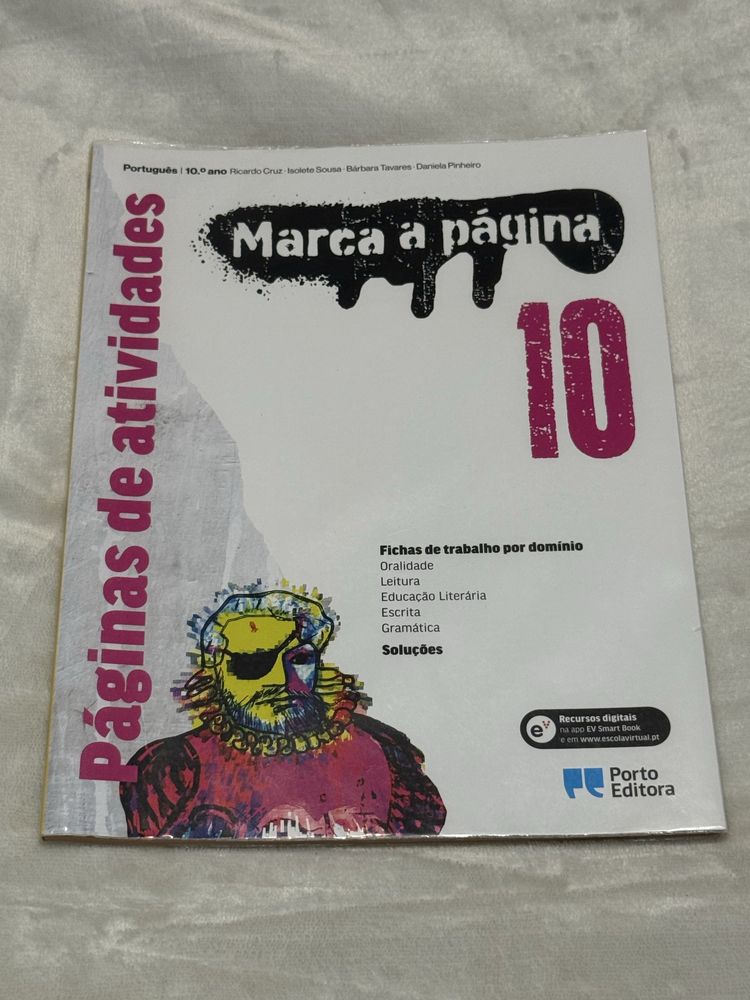 Português | 10.º ano Ricardo Cruz · Isolete Sousa · Bárbara Tavares · Daniela Pinheiro
Marca a página
10
Páginas de atividades
Fichas de trabalho por domínio
Oralidade
Leitura
Educação Literária
Escrita
Gramática
Soluções
eV
Recursos digitais
na app EV Smart Book
e em www.escolavirtual.pt
Porto
Editora